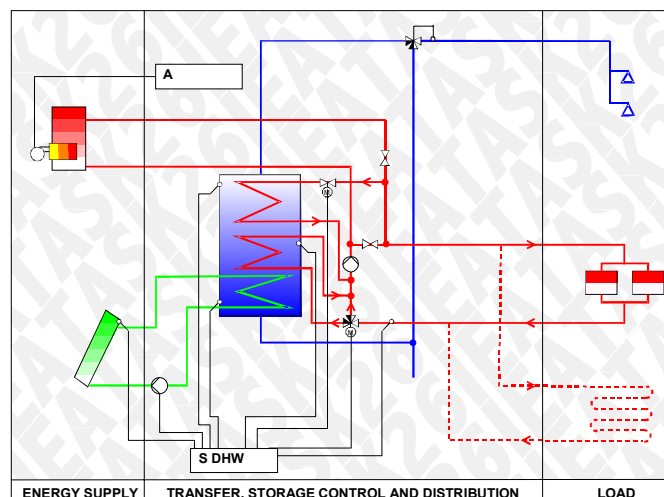 A
M
M
S DHW
ENERGY SUPPLY
TRANSFER, STORAGE CONTROL AND DISTRIBUTION
LOAD